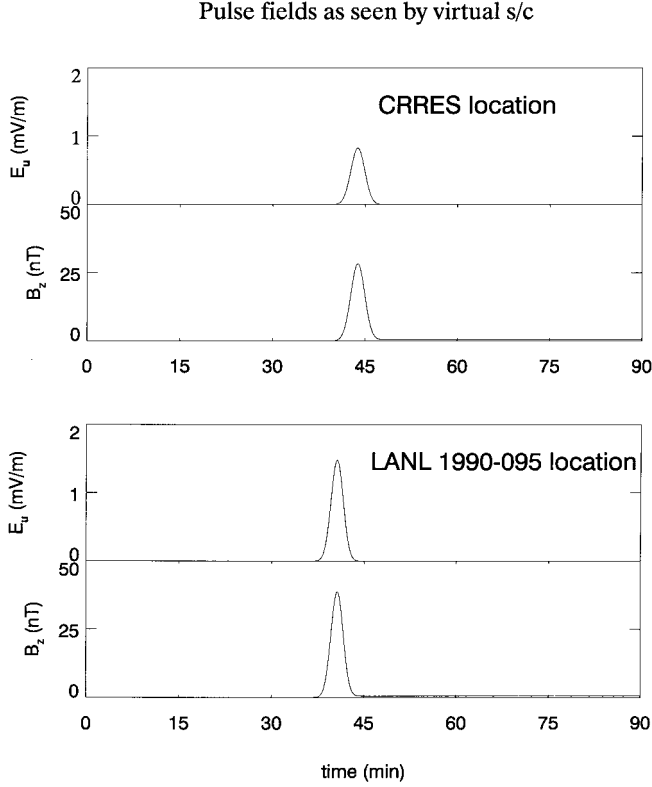 Pulse fields as seen by virtual s/c
2
CRRES location
E_u (mV/m)
1
0
50
B_z (nT)
25
0
0 15 30 45 60 75 90
2
LANL 1990-095 location
E_u (mV/m)
1
0
50
B_z (nT)
25
0
0 15 30 45 60 75 90
time (min)